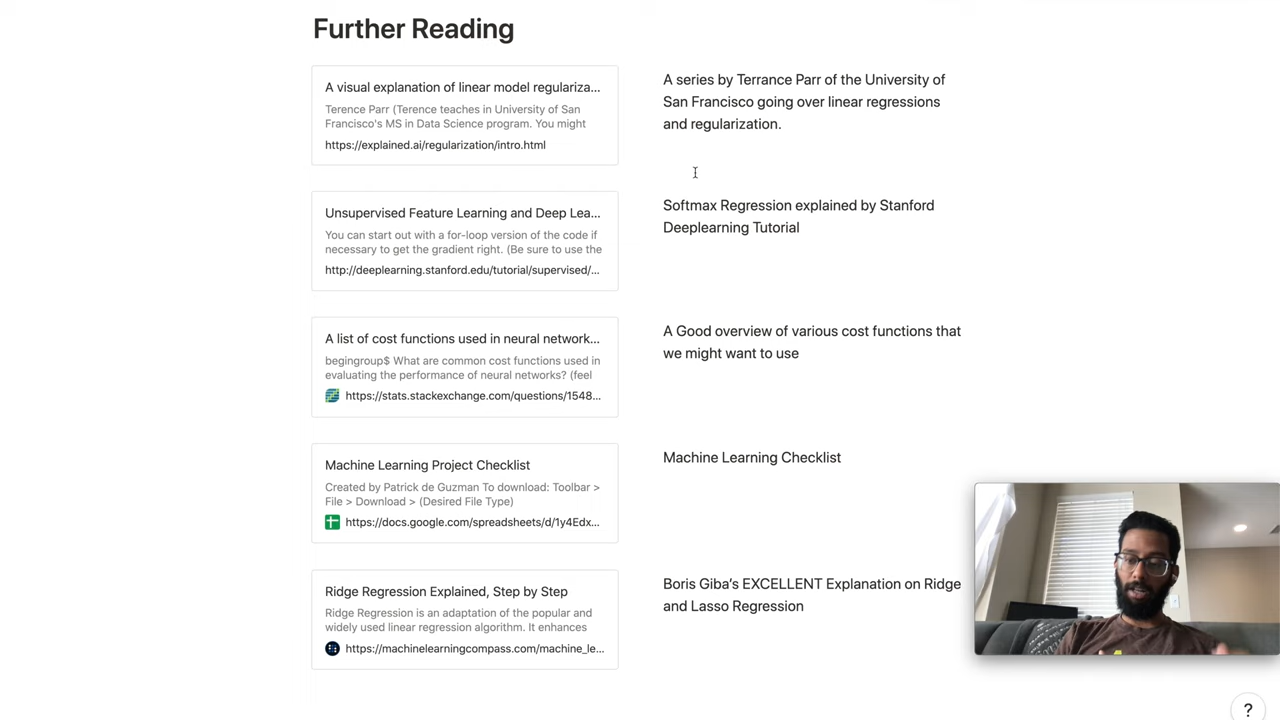 Further Reading
A visual explanation of linear model regulariza...
Terence Parr (Terence teaches in University of San
Francisco's MS in Data Science program. You might
https://explained.ai/regularization/intro.html
A series by Terrance Parr of the University of
San Francisco going over linear regressions
and regularization.
Unsupervised Feature Learning and Deep Lea...
You can start out with a for-loop version of the code if
necessary to get the gradient right. (Be sure to use the
http://deeplearning.stanford.edu/tutorial/supervised/...
Softmax Regression explained by Stanford
Deeplearning Tutorial
A list of cost functions used in neural network...
begingroup$ What are common cost functions used in
evaluating the performance of neural networks? (feel
https://stats.stackexchange.com/questions/1548...
A Good overview of various cost functions that
we might want to use
Machine Learning Project Checklist
Created by Patrick de Guzman To download: Toolbar >
File > Download > (Desired File Type)
https://docs.google.com/spreadsheets/d/1y4Edx...
Machine Learning Checklist
Ridge Regression Explained, Step by Step
Ridge Regression is an adaptation of the popular and
widely used linear regression algorithm. It enhances
https://machinelearningcompass.com/machine_le...
Boris Giba's EXCELLENT Explanation on Ridge
and Lasso Regression
?